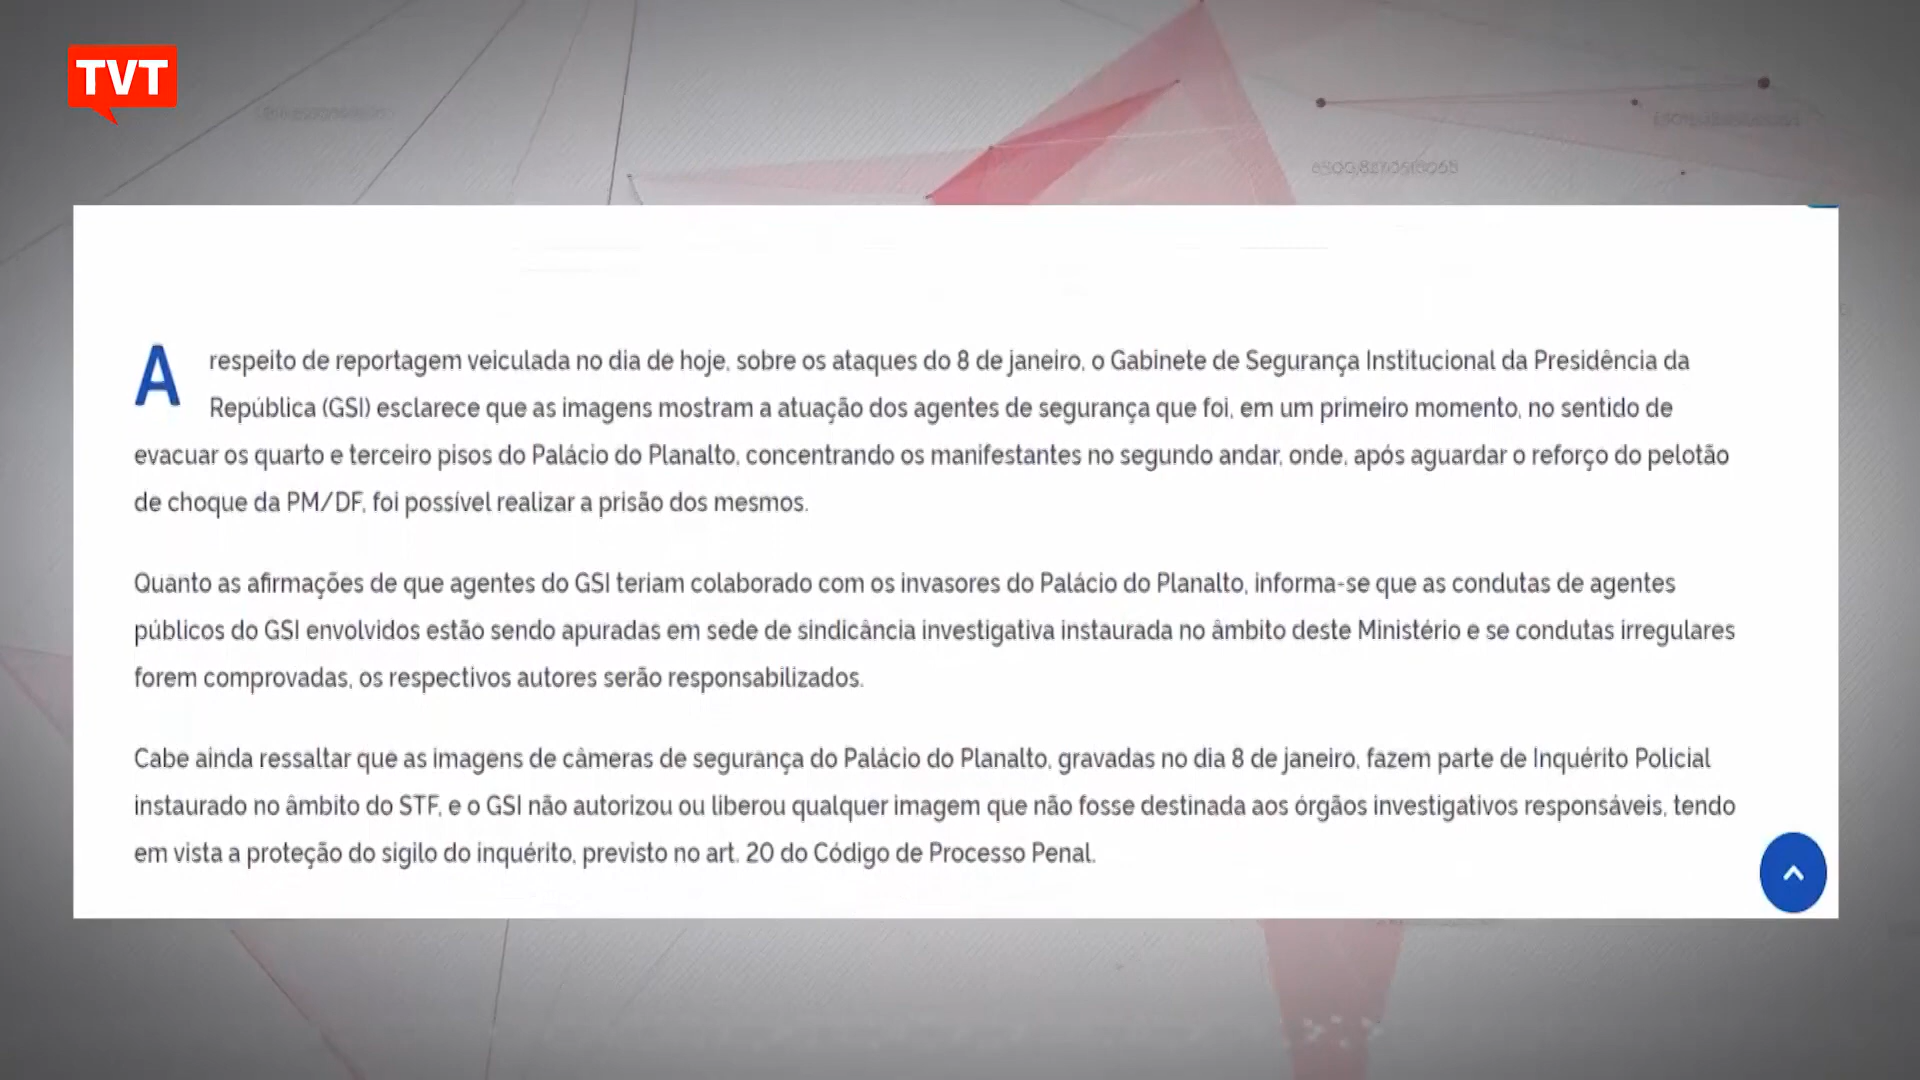 TVT
A respeito de reportagem veiculada no dia de hoje, sobre os ataques do 8 de janeiro, o Gabinete de Segurança Institucional da Presidência da
República (GSI) esclarece que as imagens mostram a atuação dos agentes de segurança que foi, em um primeiro momento, no sentido de
evacuar os quarto e terceiro pisos do Palácio do Planalto, concentrando os manifestantes no segundo andar, onde, após aguardar o reforço do pelotão
de choque da PM/DF, foi possível realizar a prisão dos mesmos.
Quanto as afirmações de que agentes do GSI teriam colaborado com os invasores do Palácio do Planalto, informa-se que as condutas de agentes
públicos do GSI envolvidos estão sendo apuradas em sede de sindicância investigativa instaurada no âmbito deste Ministério e se condutas irregulares
forem comprovadas, os respectivos autores serão responsabilizados.
Cabe ainda ressaltar que as imagens de câmeras de segurança do Palácio do Planalto, gravadas no dia 8 de janeiro, fazem parte de Inquérito Policial
instaurado no âmbito do STF, e o GSI não autorizou ou liberou qualquer imagem que não fosse destinada aos órgãos investigativos responsáveis, tendo
em vista a proteção do sigilo do inquérito, previsto no art. 20 do Código de Processo Penal.